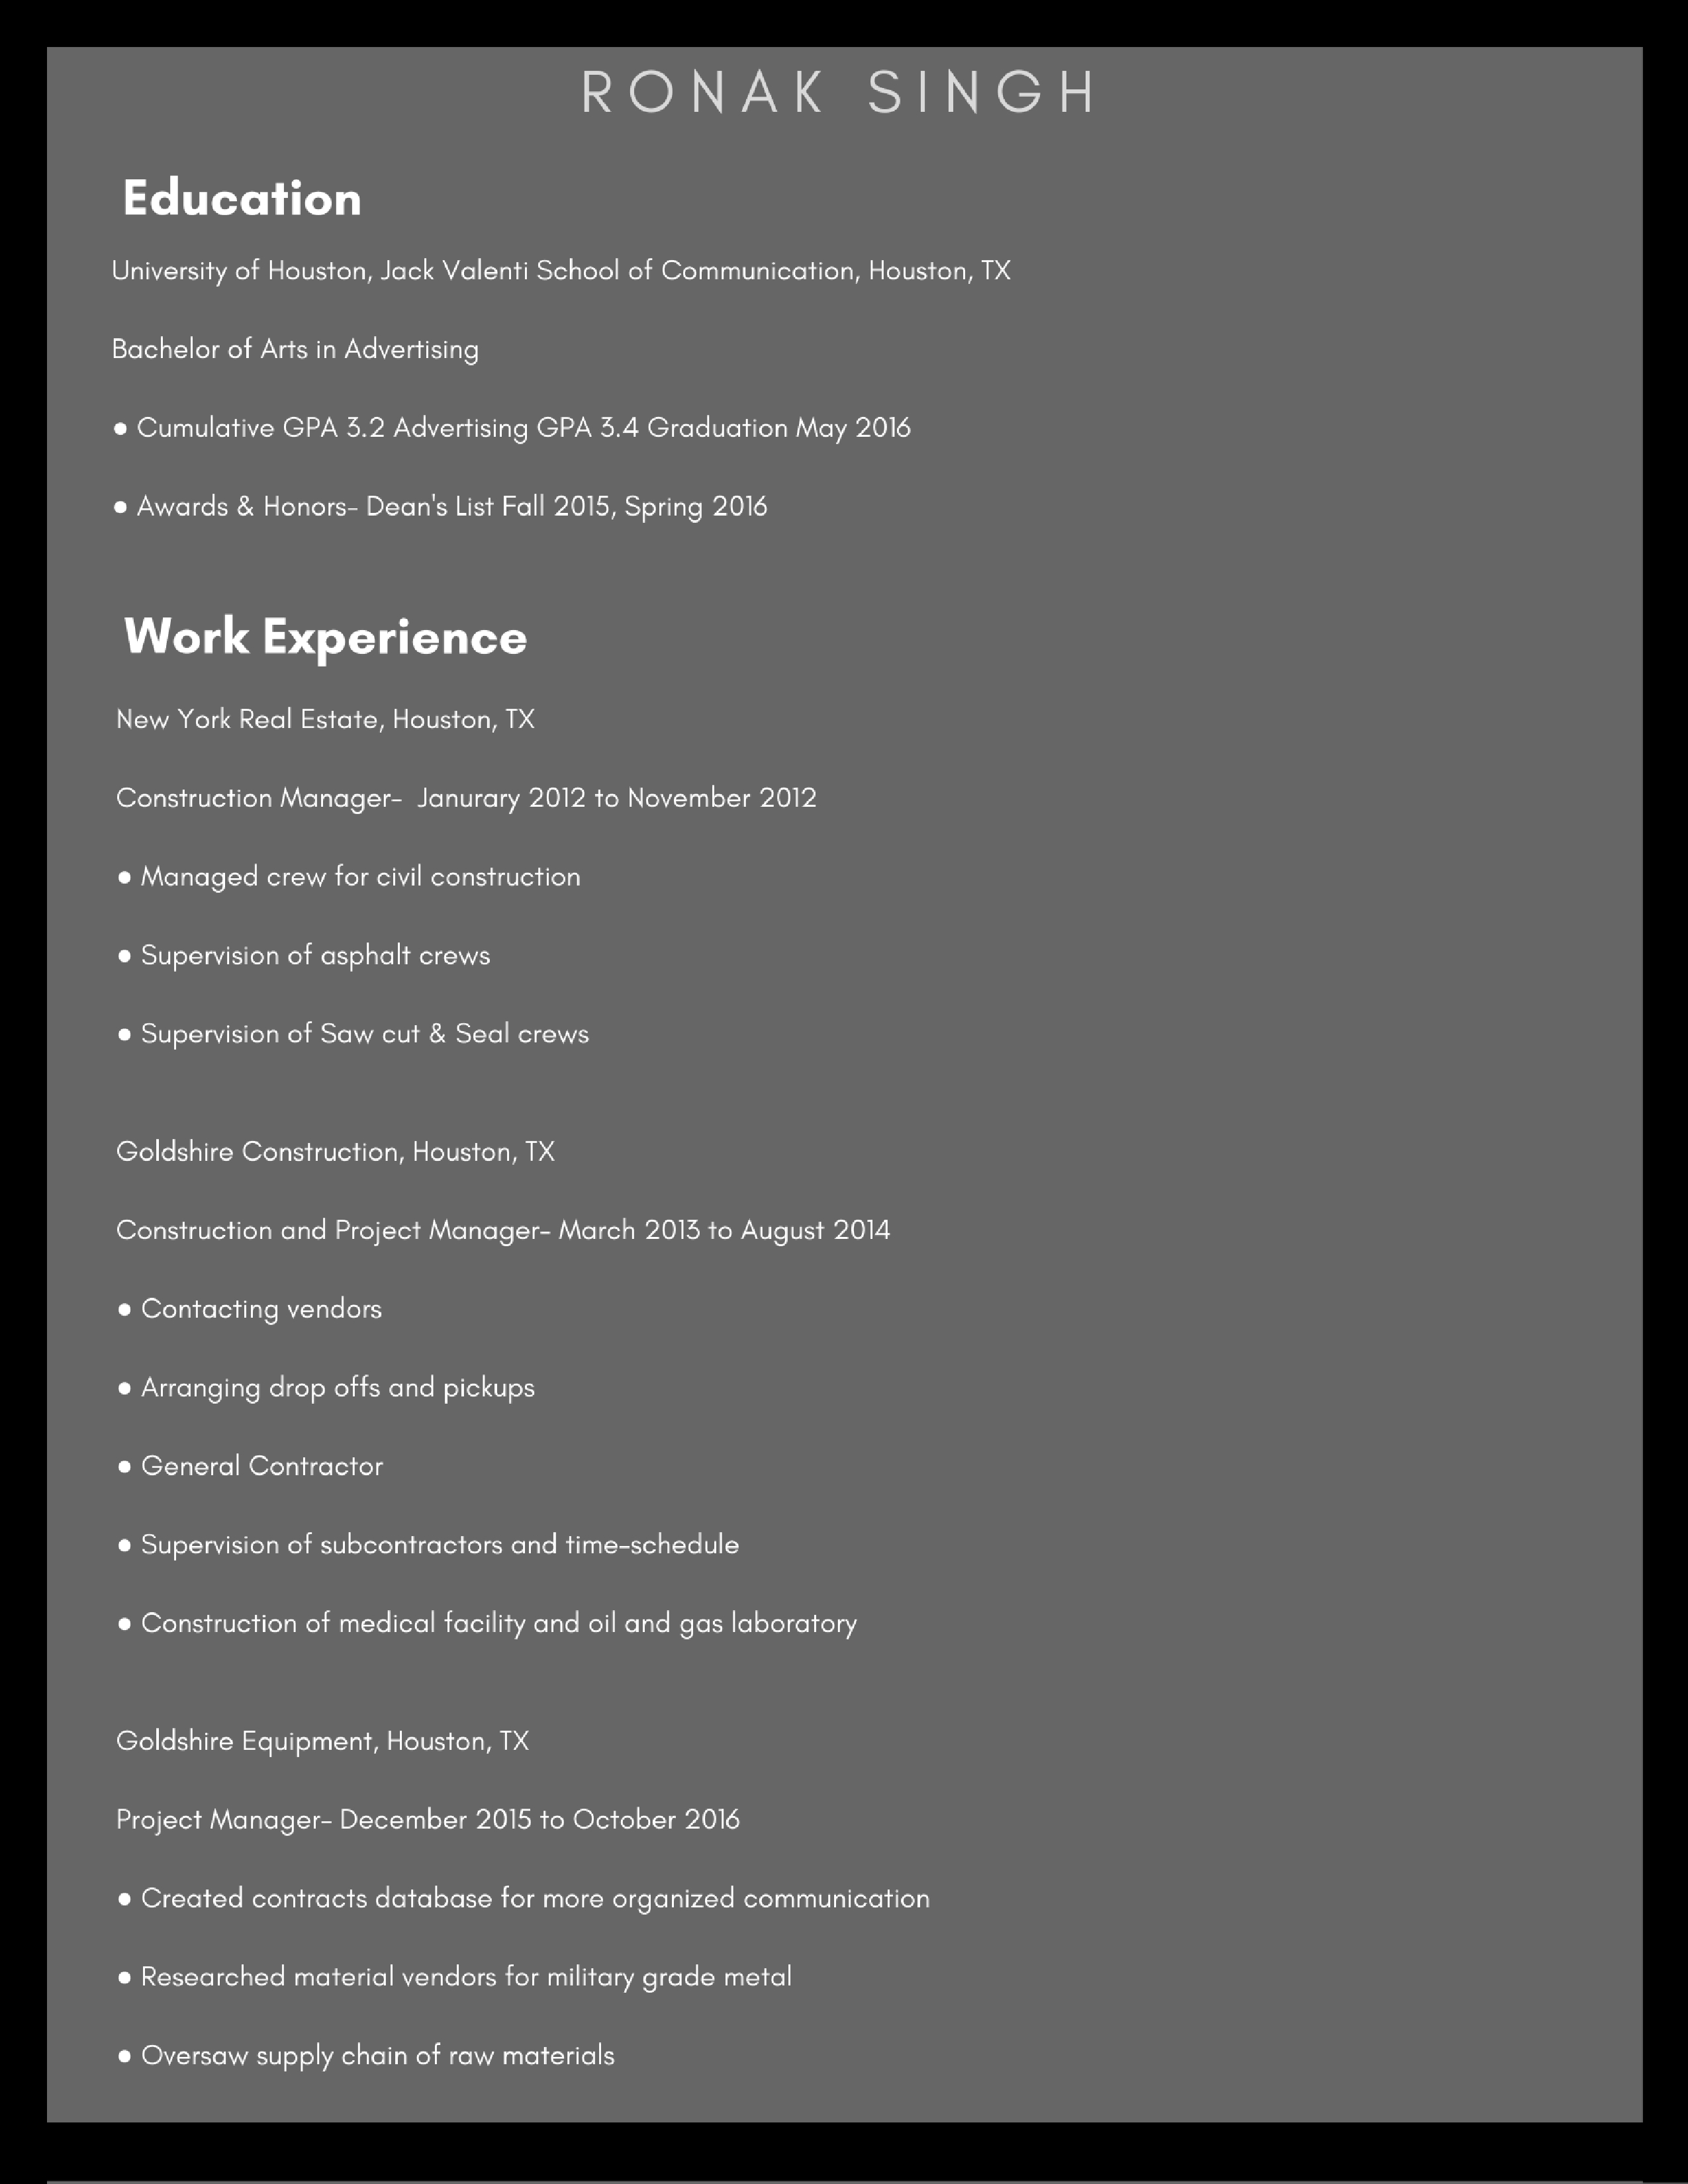 RONAK SINGH
Education
University of Houston, Jack Valenti School of Communication, Houston, TX
Bachelor of Arts in Advertising
● Cumulative GPA 3.2 Advertising GPA 3.4 Graduation May 2016
● Awards & Honors- Dean's List Fall 2015, Spring 2016
Work Experience
New York Real Estate, Houston, TX
Construction Manager-  Janurary 2012 to November 2012
● Managed crew for civil construction
● Supervision of asphalt crews
● Supervision of Saw cut & Seal crews
Goldshire Construction, Houston, TX
Construction and Project Manager- March 2013 to August 2014
● Contacting vendors
● Arranging drop offs and pickups
● General Contractor
● Supervision of subcontractors and time-schedule
● Construction of medical facility and oil and gas laboratory
Goldshire Equipment, Houston, TX
Project Manager- December 2015 to October 2016
● Created contracts database for more organized communication
● Researched material vendors for military grade metal
● Oversaw supply chain of raw materials